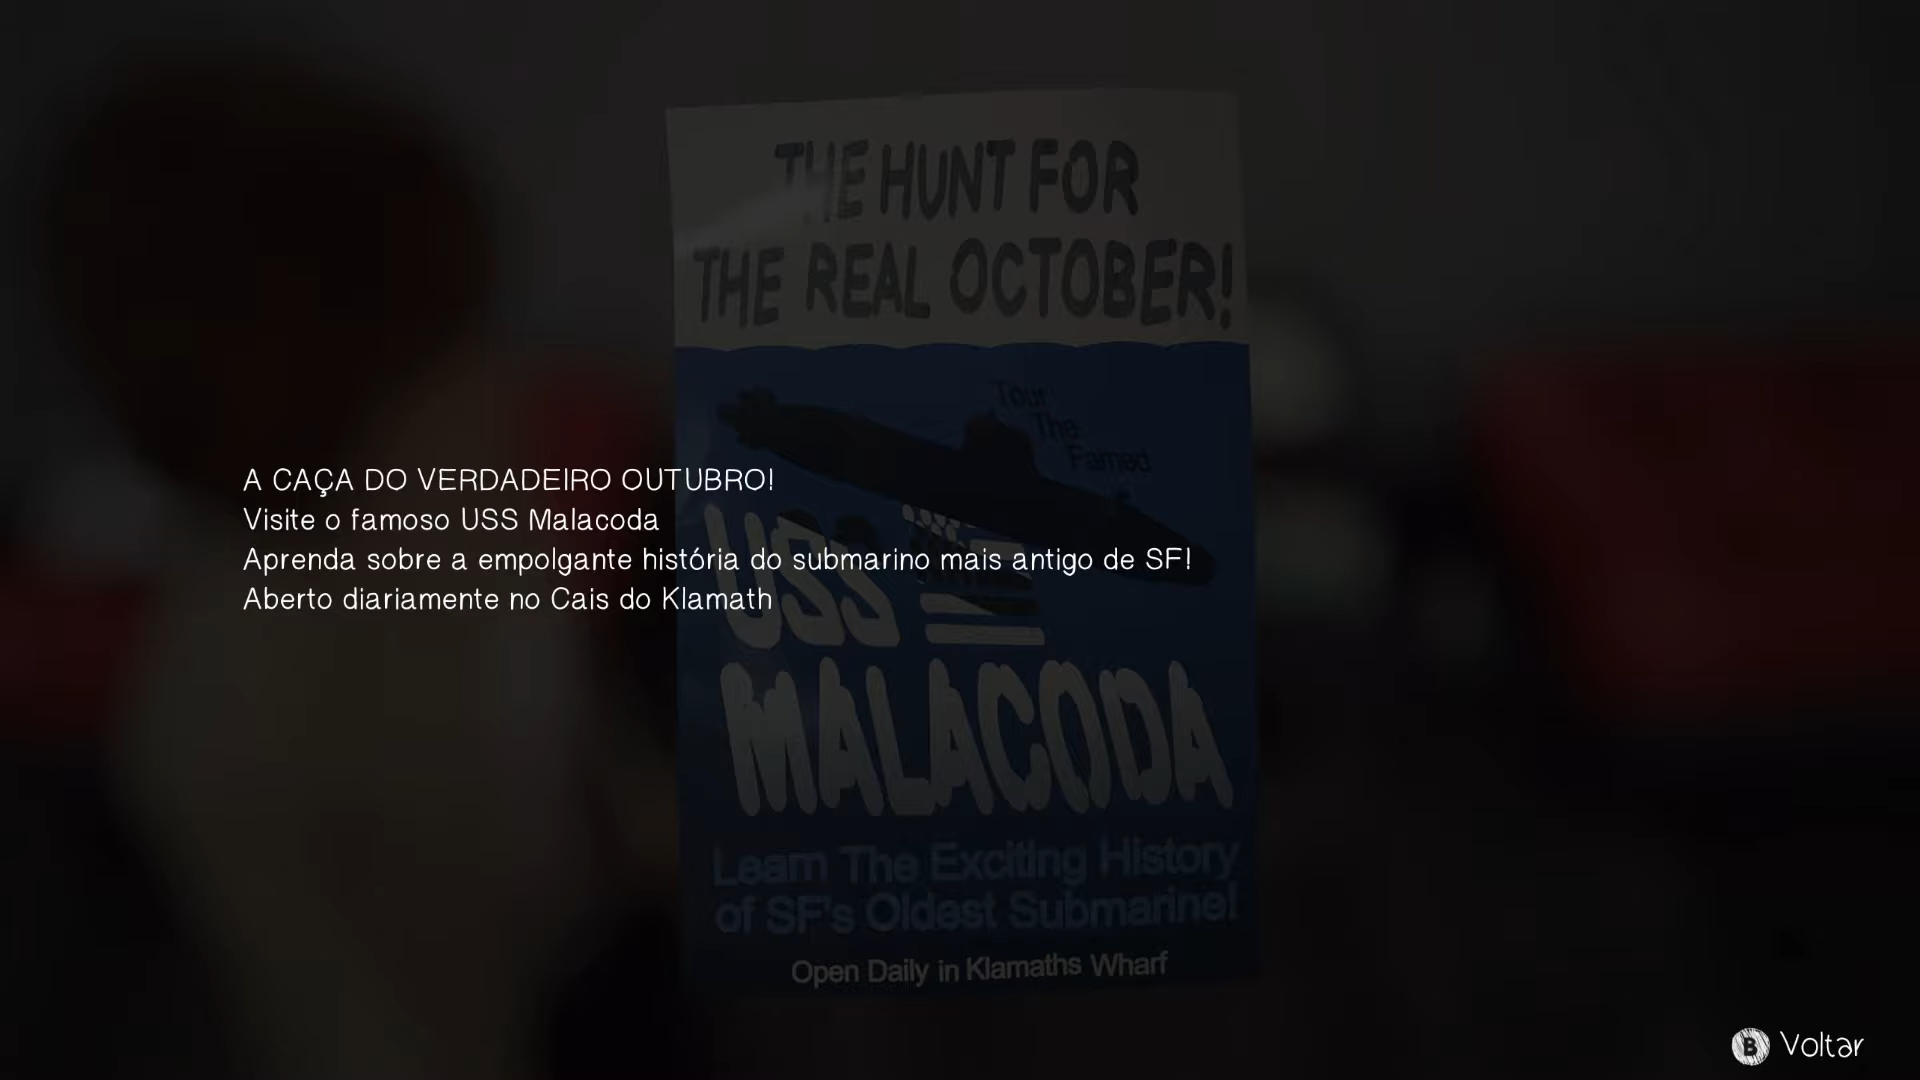 THE HUNT FOR
THE REAL OCTOBER!
Tour
The
Famed
A CAÇA DO VERDADEIRO OUTUBRO!
Visite o famoso USS Malacoda
Aprenda sobre a empolgante história do submarino mais antigo de SF!
Aberto diariamente no Cais do Klamath
USS
MALACODA
Learn The Exciting History
of SF's Oldest Submarine!
Open Daily in Klamaths Wharf
B Voltar